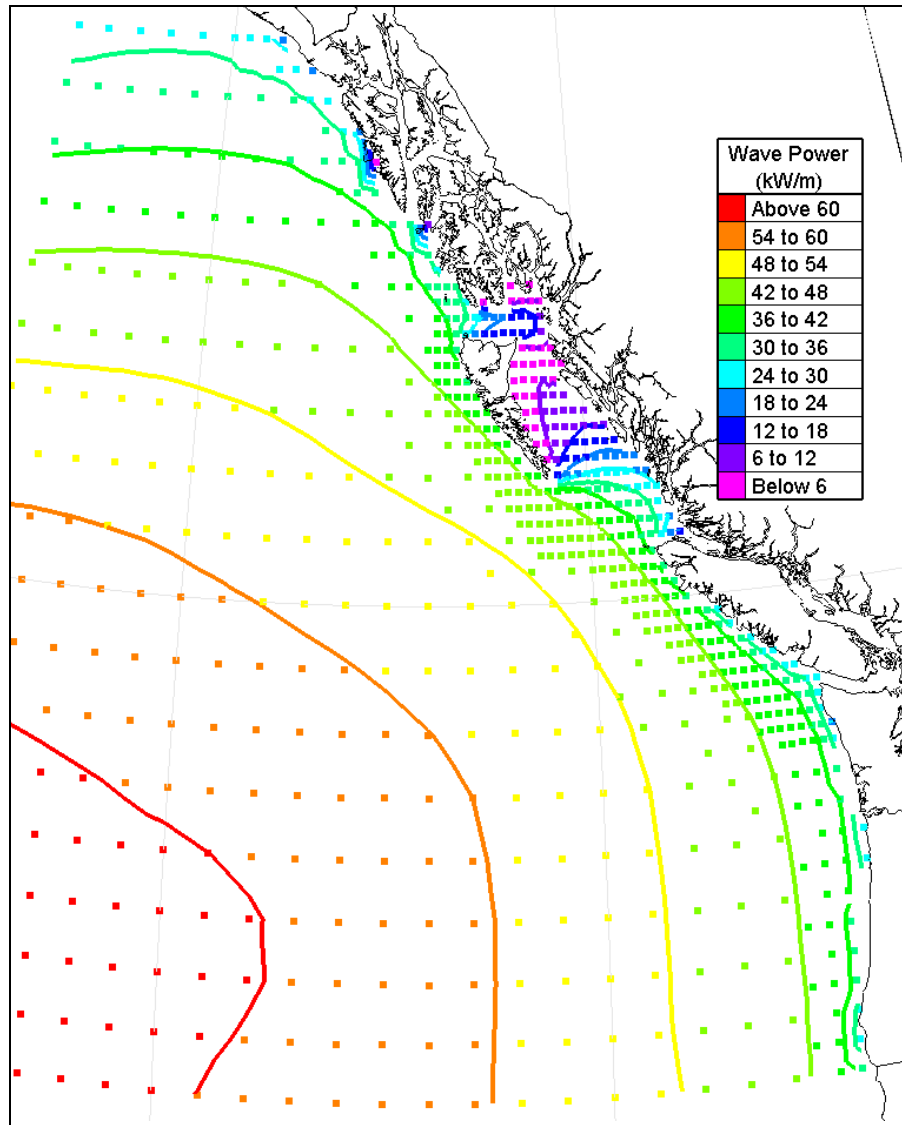 Wave Power
(kW/m)
Above 60
54 to 60
48 to 54
42 to 48
36 to 42
30 to 36
24 to 30
18 to 24
12 to 18
6 to 12
Below 6